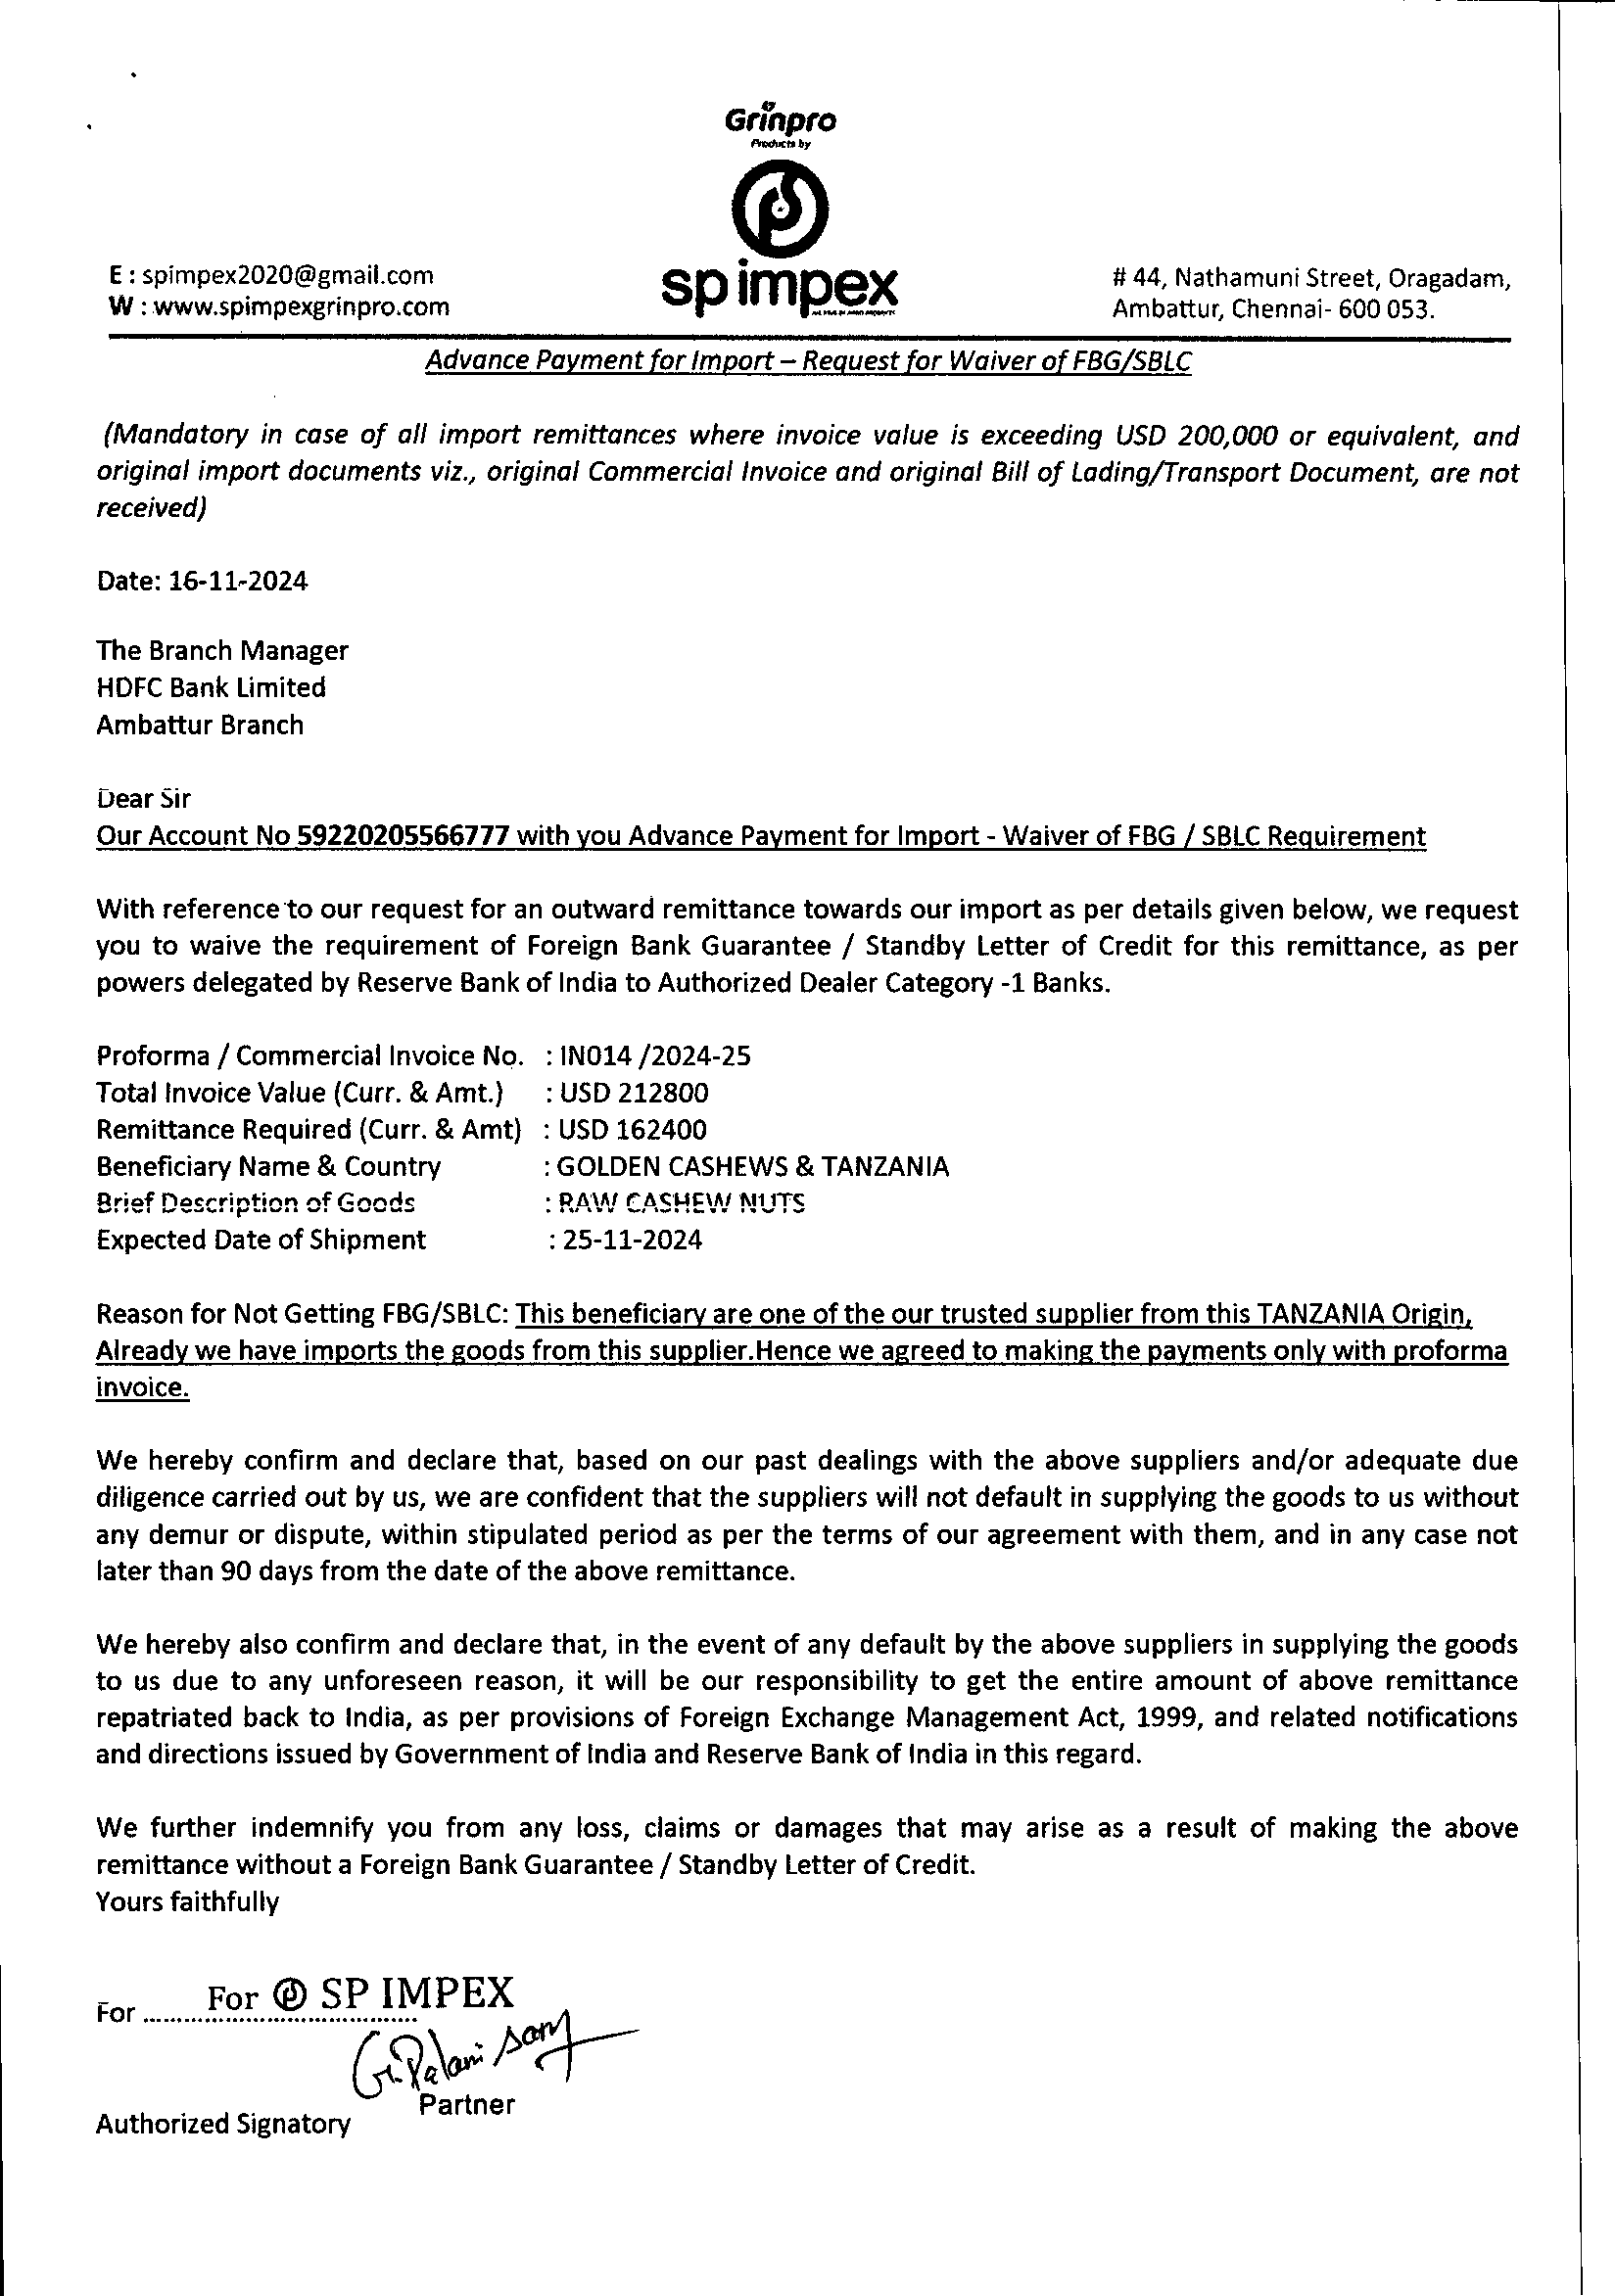 Grinpro
Products by
sp impex
E : spimpex2020@gmail.com
W : www.spimpexgrinpro.com
# 44, Nathamuni Street, Oragadam,
Ambattur, Chennai- 600 053.
Advance Payment for Import – Request for Waiver of FBG/SBLC
(Mandatory in case of all import remittances where invoice value is exceeding USD 200,000 or equivalent, and
original import documents viz., original Commercial Invoice and original Bill of Lading/Transport Document, are not
received)
Date: 16-11-2024
The Branch Manager
HDFC Bank Limited
Ambattur Branch
Dear Sir
Our Account No 59220205566777 with you Advance Payment for Import - Waiver of FBG / SBLC Requirement
With reference to our request for an outward remittance towards our import as per details given below, we request
you to waive the requirement of Foreign Bank Guarantee / Standby Letter of Credit for this remittance, as per
powers delegated by Reserve Bank of India to Authorized Dealer Category -1 Banks.
Proforma / Commercial Invoice No. : IN014 /2024-25
Total Invoice Value (Curr. & Amt.) : USD 212800
Remittance Required (Curr. & Amt) : USD 162400
Beneficiary Name & Country : GOLDEN CASHEWS & TANZANIA
Brief Description of Goods : RAW CASHEW NUTS
Expected Date of Shipment : 25-11-2024
Reason for Not Getting FBG/SBLC: This beneficiary are one of the our trusted supplier from this TANZANIA Origin,
Already we have imports the goods from this supplier.Hence we agreed to making the payments only with proforma
invoice.
We hereby confirm and declare that, based on our past dealings with the above suppliers and/or adequate due
diligence carried out by us, we are confident that the suppliers will not default in supplying the goods to us without
any demur or dispute, within stipulated period as per the terms of our agreement with them, and in any case not
later than 90 days from the date of the above remittance.
We hereby also confirm and declare that, in the event of any default by the above suppliers in supplying the goods
to us due to any unforeseen reason, it will be our responsibility to get the entire amount of above remittance
repatriated back to India, as per provisions of Foreign Exchange Management Act, 1999, and related notifications
and directions issued by Government of India and Reserve Bank of India in this regard.
We further indemnify you from any loss, claims or damages that may arise as a result of making the above
remittance without a Foreign Bank Guarantee / Standby Letter of Credit.
Yours faithfully
For ........................................
For SP IMPEX
G. Palani samy
Partner
Authorized Signatory